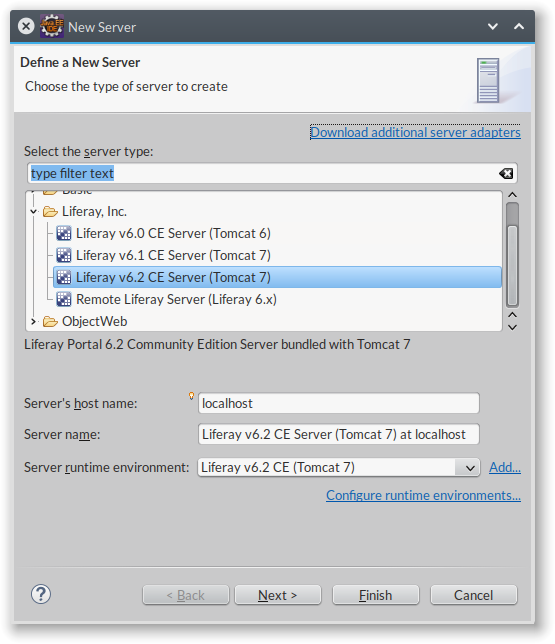 Java EE
IDE
New Server
Define a New Server
Choose the type of server to create
Download additional server adapters
Select the server type:
type filter text
Basic
Liferay, Inc.
Liferay v6.0 CE Server (Tomcat 6)
Liferay v6.1 CE Server (Tomcat 7)
Liferay v6.2 CE Server (Tomcat 7)
Remote Liferay Server (Liferay 6.x)
ObjectWeb
Liferay Portal 6.2 Community Edition Server bundled with Tomcat 7
Server's host name: localhost
Server name: Liferay v6.2 CE Server (Tomcat 7) at localhost
Server runtime environment: Liferay v6.2 CE (Tomcat 7) Add...
Configure runtime environments...
? < Back Next > Finish Cancel